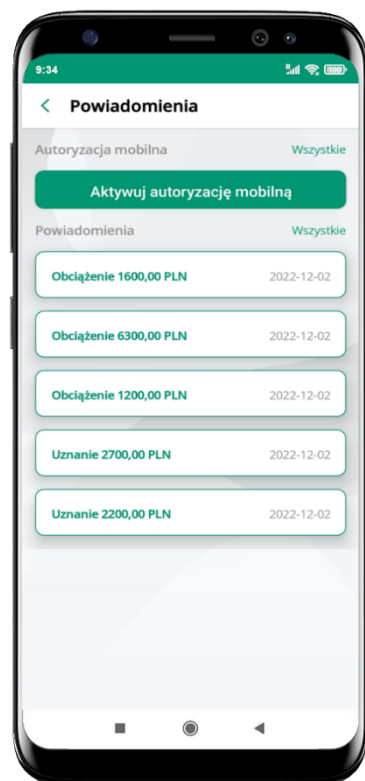 9:34
Powiadomienia
Autoryzacja mobilna Wszystkie
Aktywuj autoryzację mobilną
Powiadomienia Wszystkie
Obciążenie 1600,00 PLN 2022-12-02
Obciążenie 6300,00 PLN 2022-12-02
Obciążenie 1200,00 PLN 2022-12-02
Uznanie 2700,00 PLN 2022-12-02
Uznanie 2200,00 PLN 2022-12-02